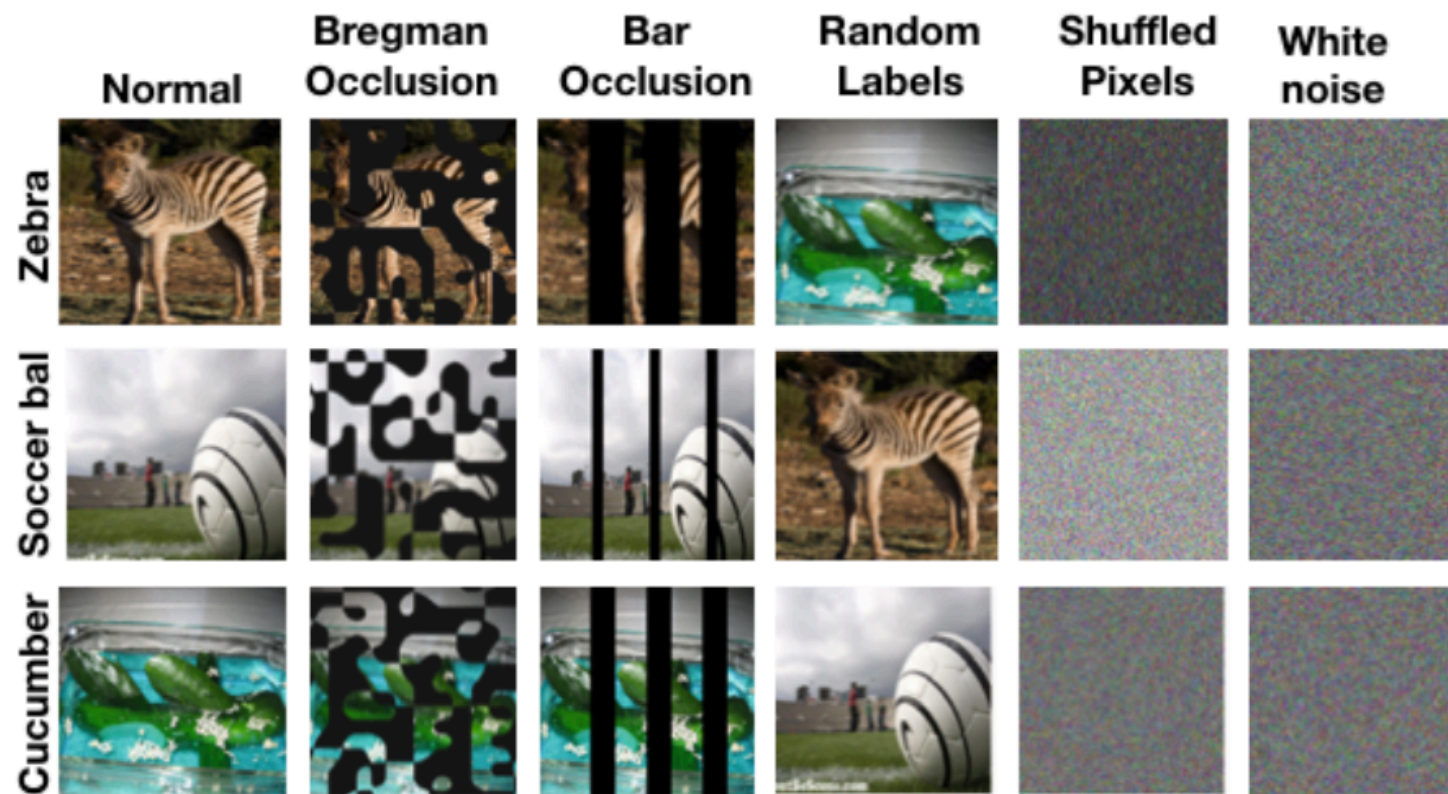 Normal
Bregman
Occlusion
Bar
Occlusion
Random
Labels
Shuffled
Pixels
White
noise
Zebra
Soccer bal
Cucumber